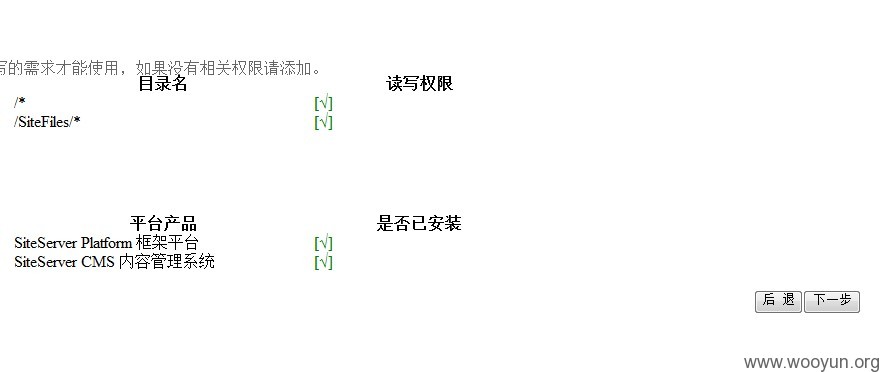 写的需求才能使用，如果没有相关权限请添加。
目录名 读写权限
/* [√]
/SiteFiles/* [√]
平台产品 是否已安装
SiteServer Platform 框架平台 [√]
SiteServer CMS 内容管理系统 [√]
后 退 下一步
www.wooyun.org